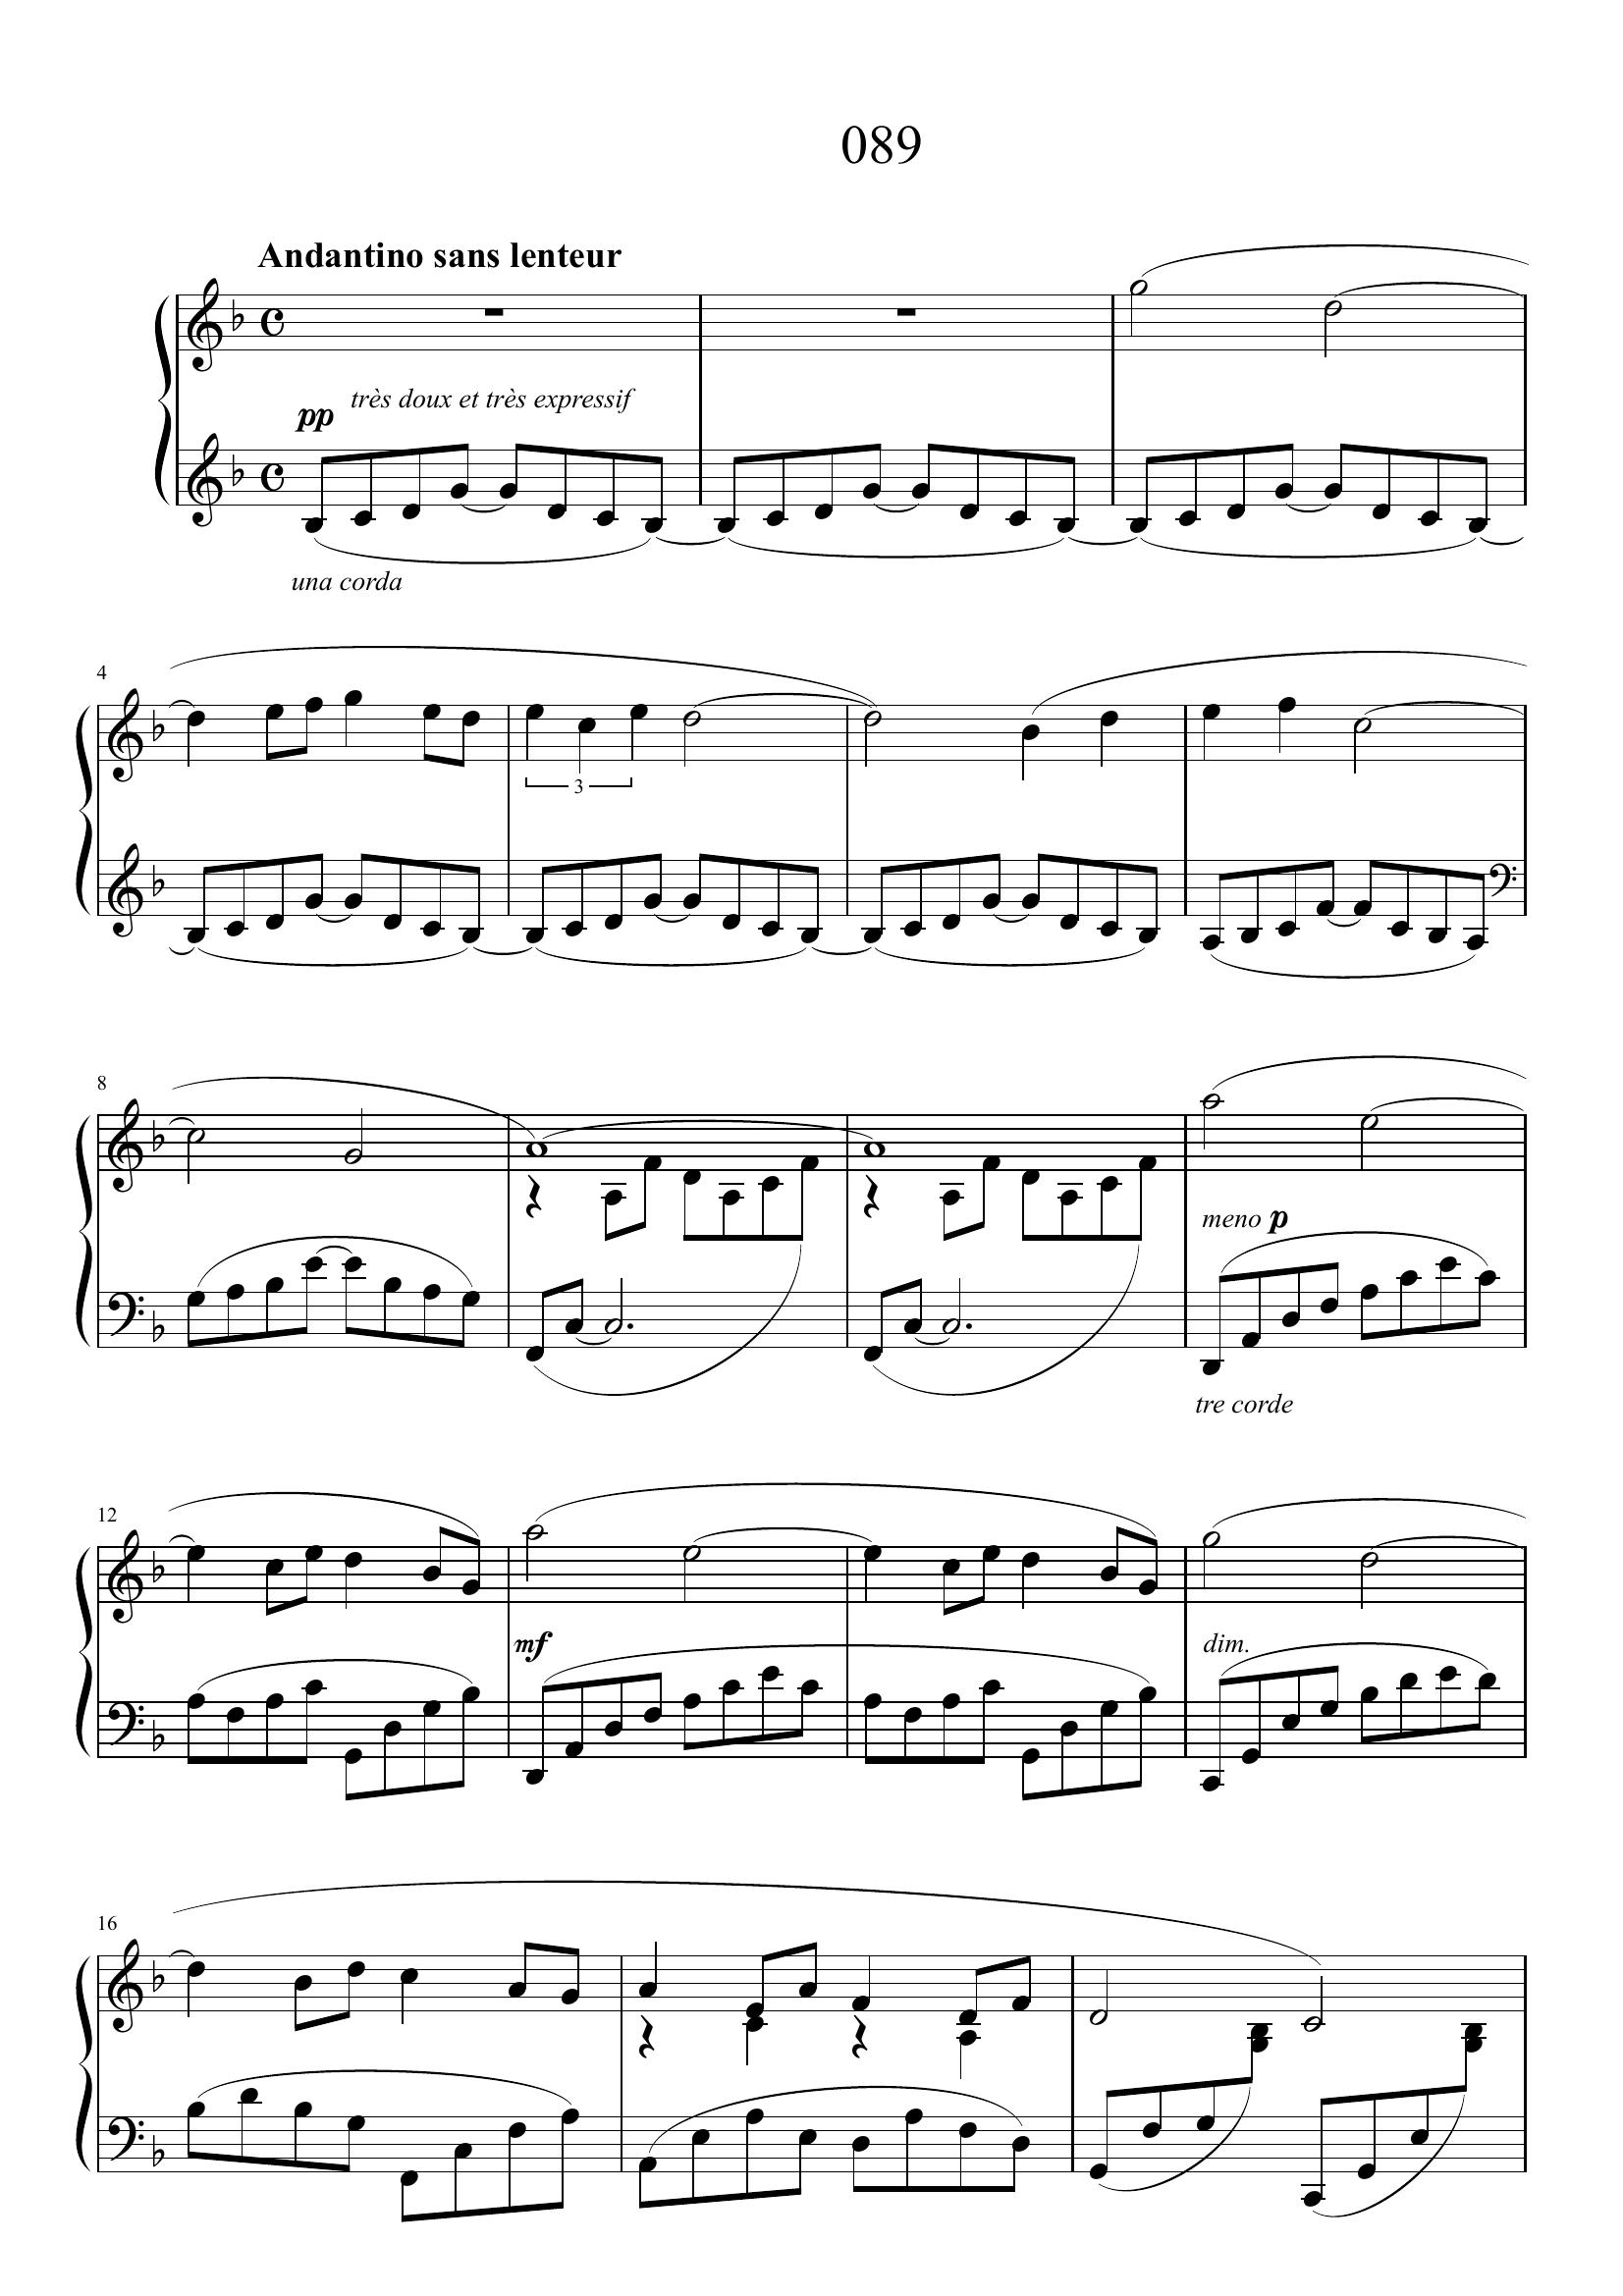 089
Andantino sans lenteur
très doux et très expressif
pp
una corda
4
3
8
meno p
tre corde
12
mf
dim.
16